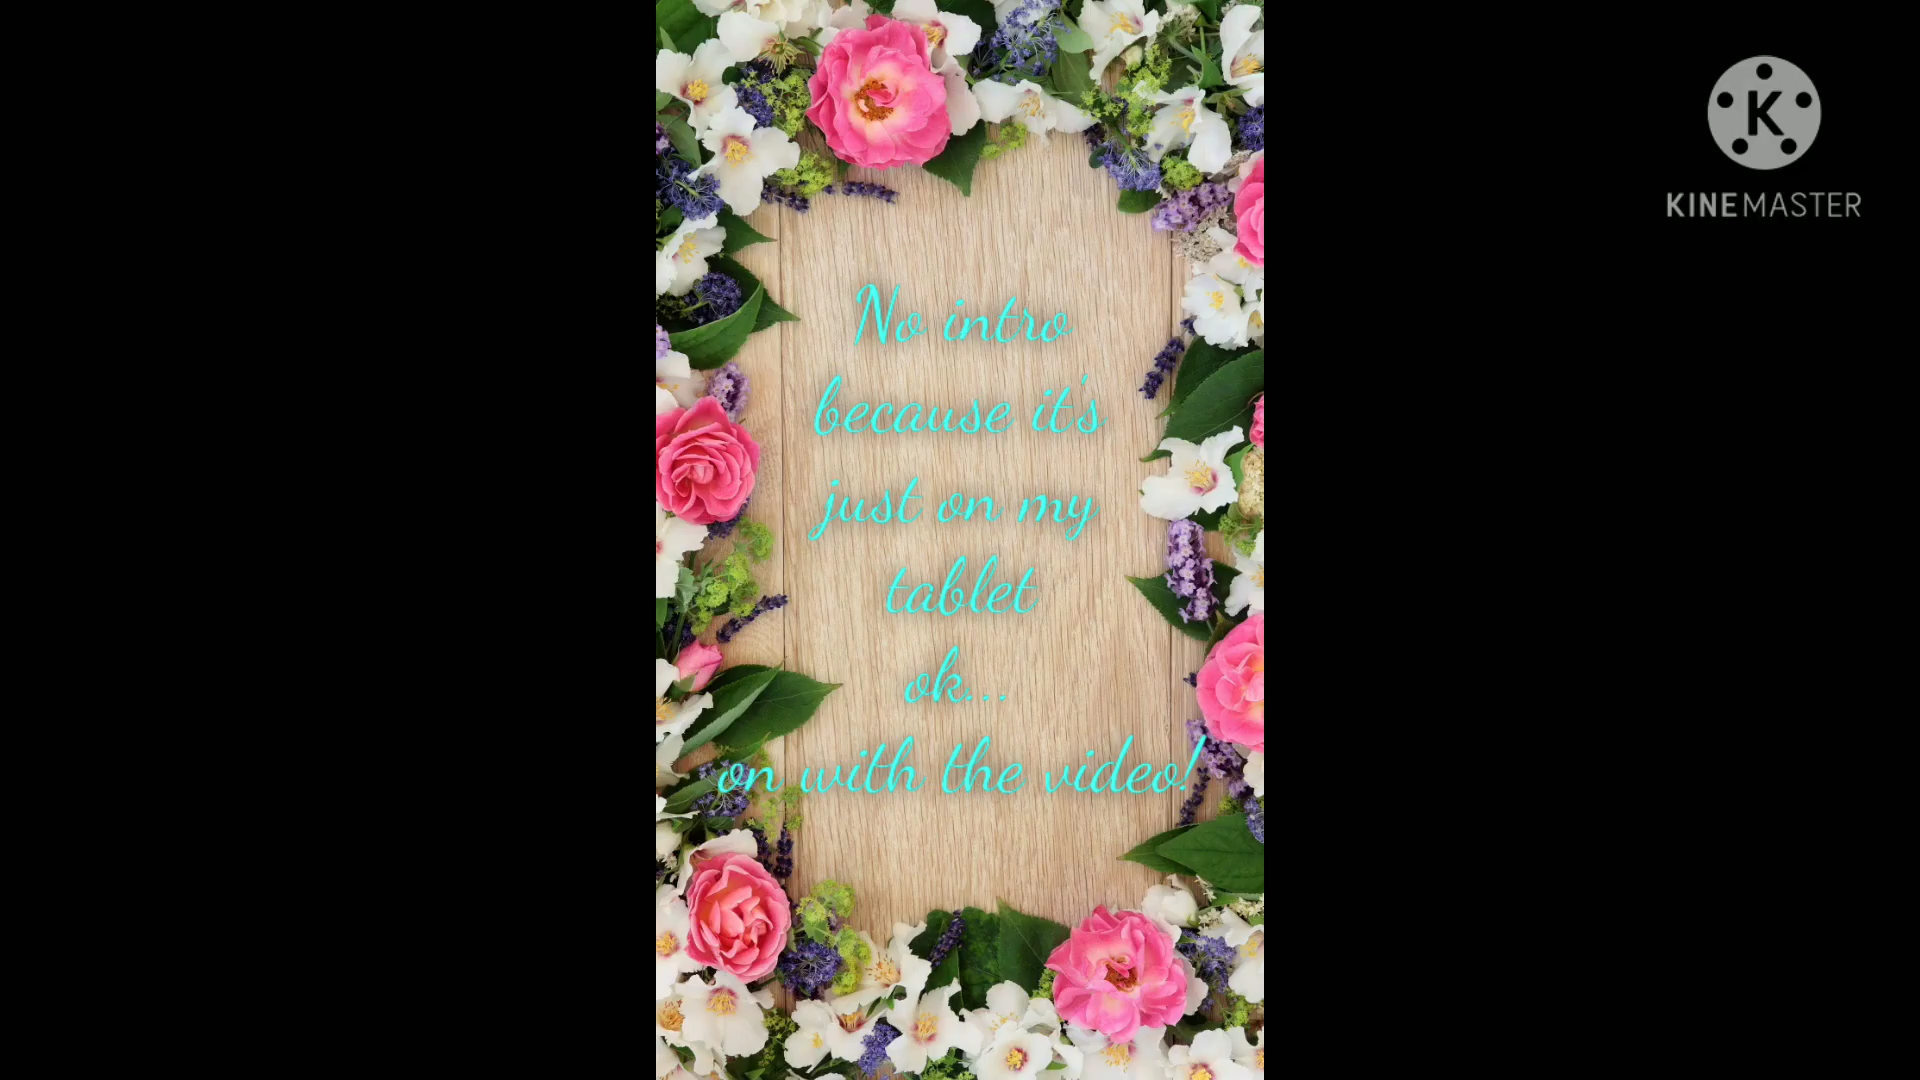 No intro
because it's
just on my
tablet
ok...
on with the video!
K
KINEMASTER